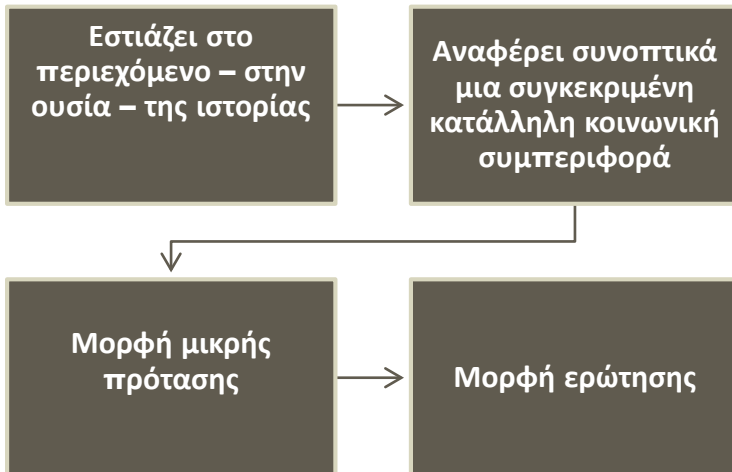 Εστιάζει στο
περιεχόμενο – στην
ουσία – της ιστορίας
Αναφέρει συνοπτικά
μια συγκεκριμένη
κατάλληλη κοινωνική
συμπεριφορά
Μορφή μικρής
πρότασης
Μορφή ερώτησης